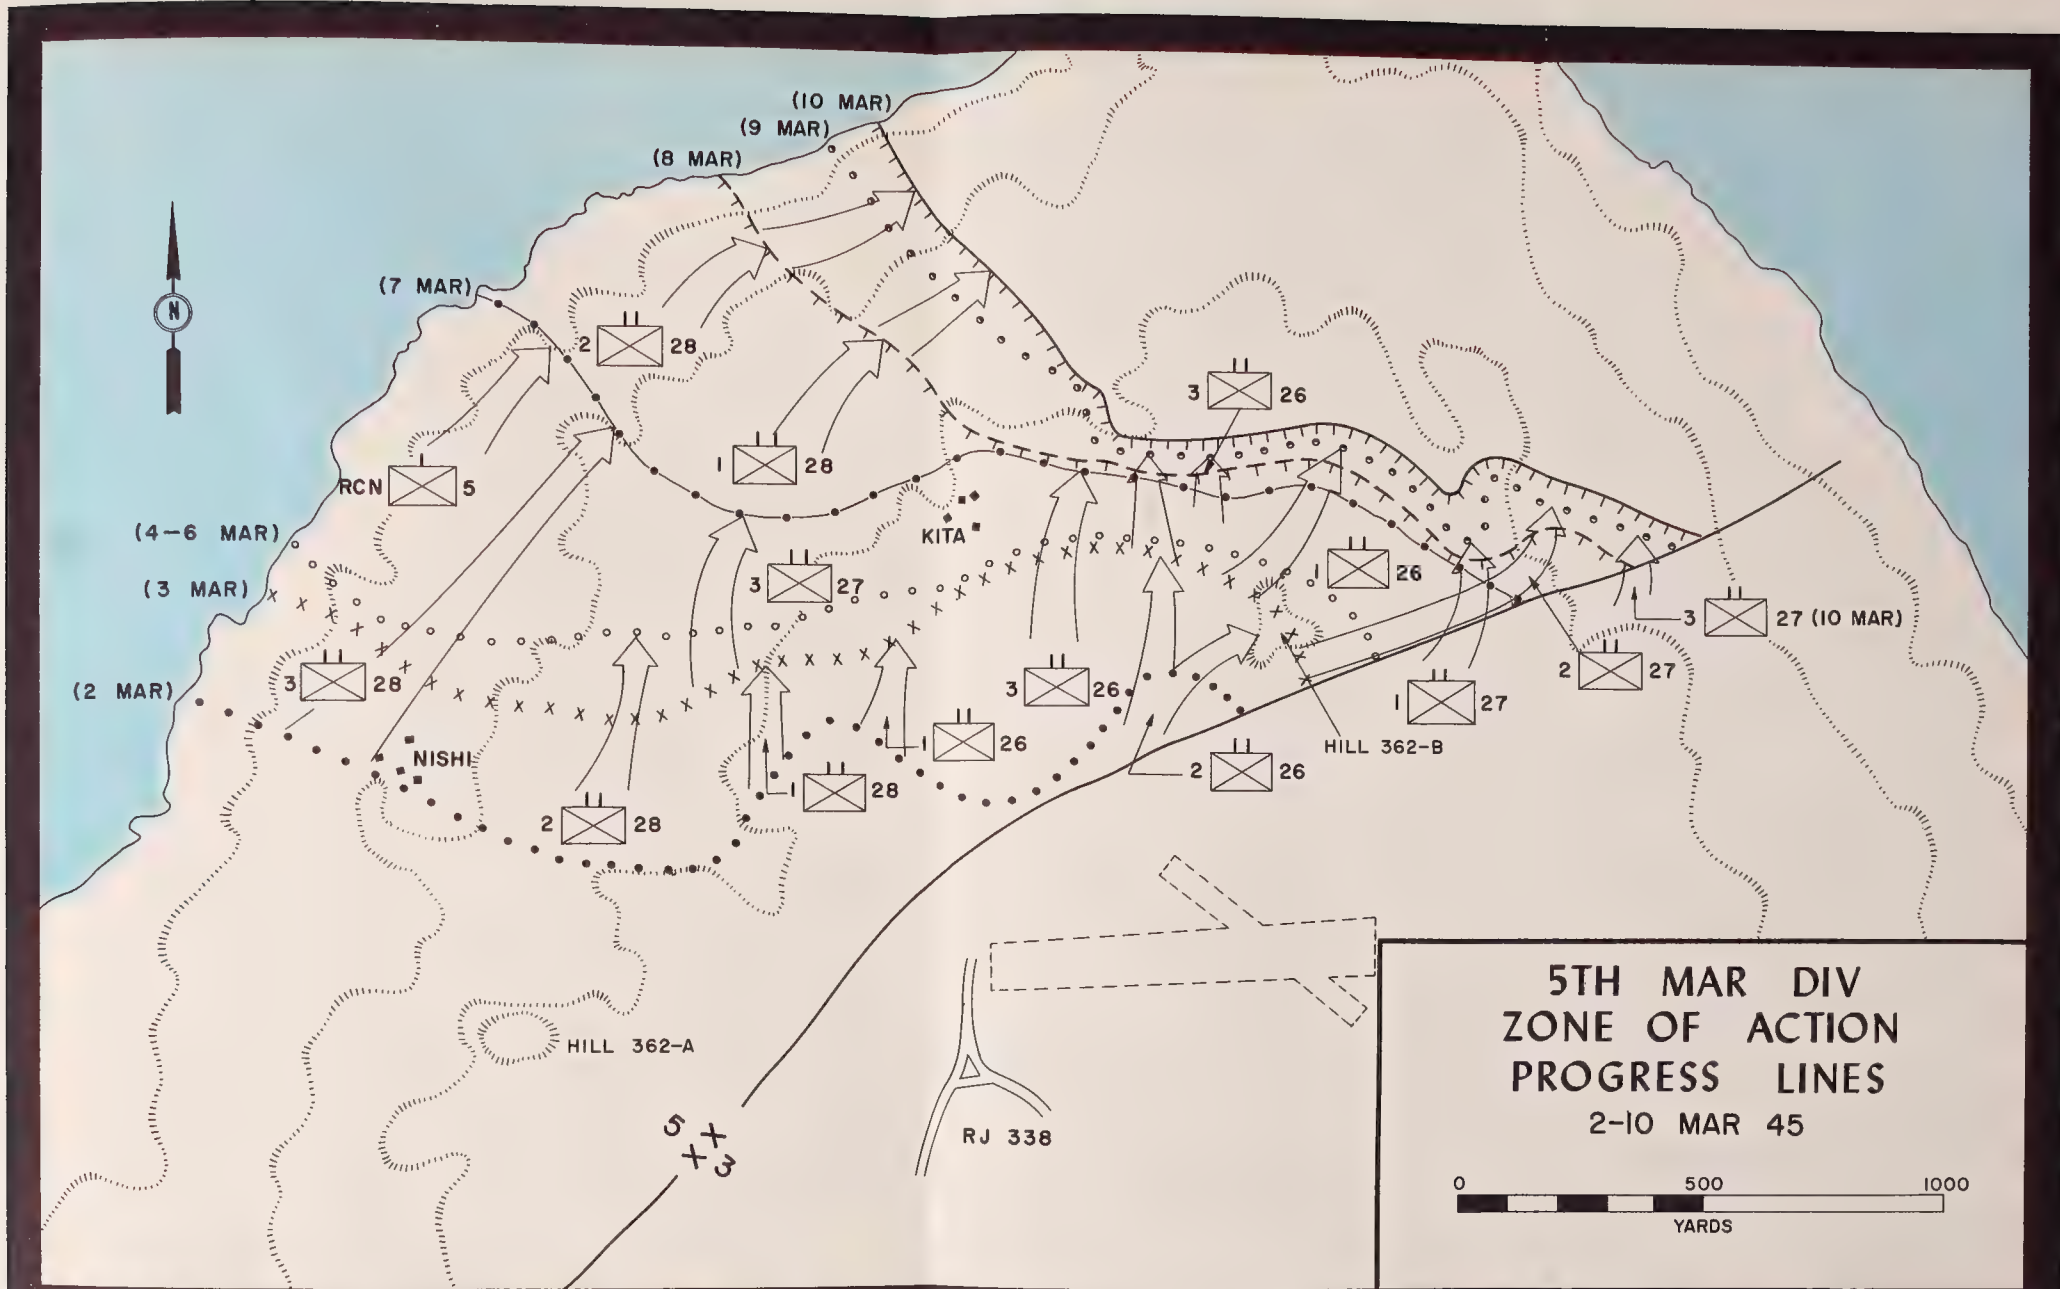 (10 MAR)
(9 MAR)
(8 MAR)
(7 MAR)
N
2 28
3 26
1 28
RCN 5
(4–6 MAR)
KITA
(3 MAR)
3 27
1 26
3 27 (10 MAR)
(2 MAR)
3 28
3 26
2 27
1 27
NISHI
1 26
HILL 362–B
2 26
1 28
2 28
HILL 362–A
RJ 338
5
3
5TH MAR DIV
ZONE OF ACTION
PROGRESS LINES
2–10 MAR 45
0 500 1000
YARDS